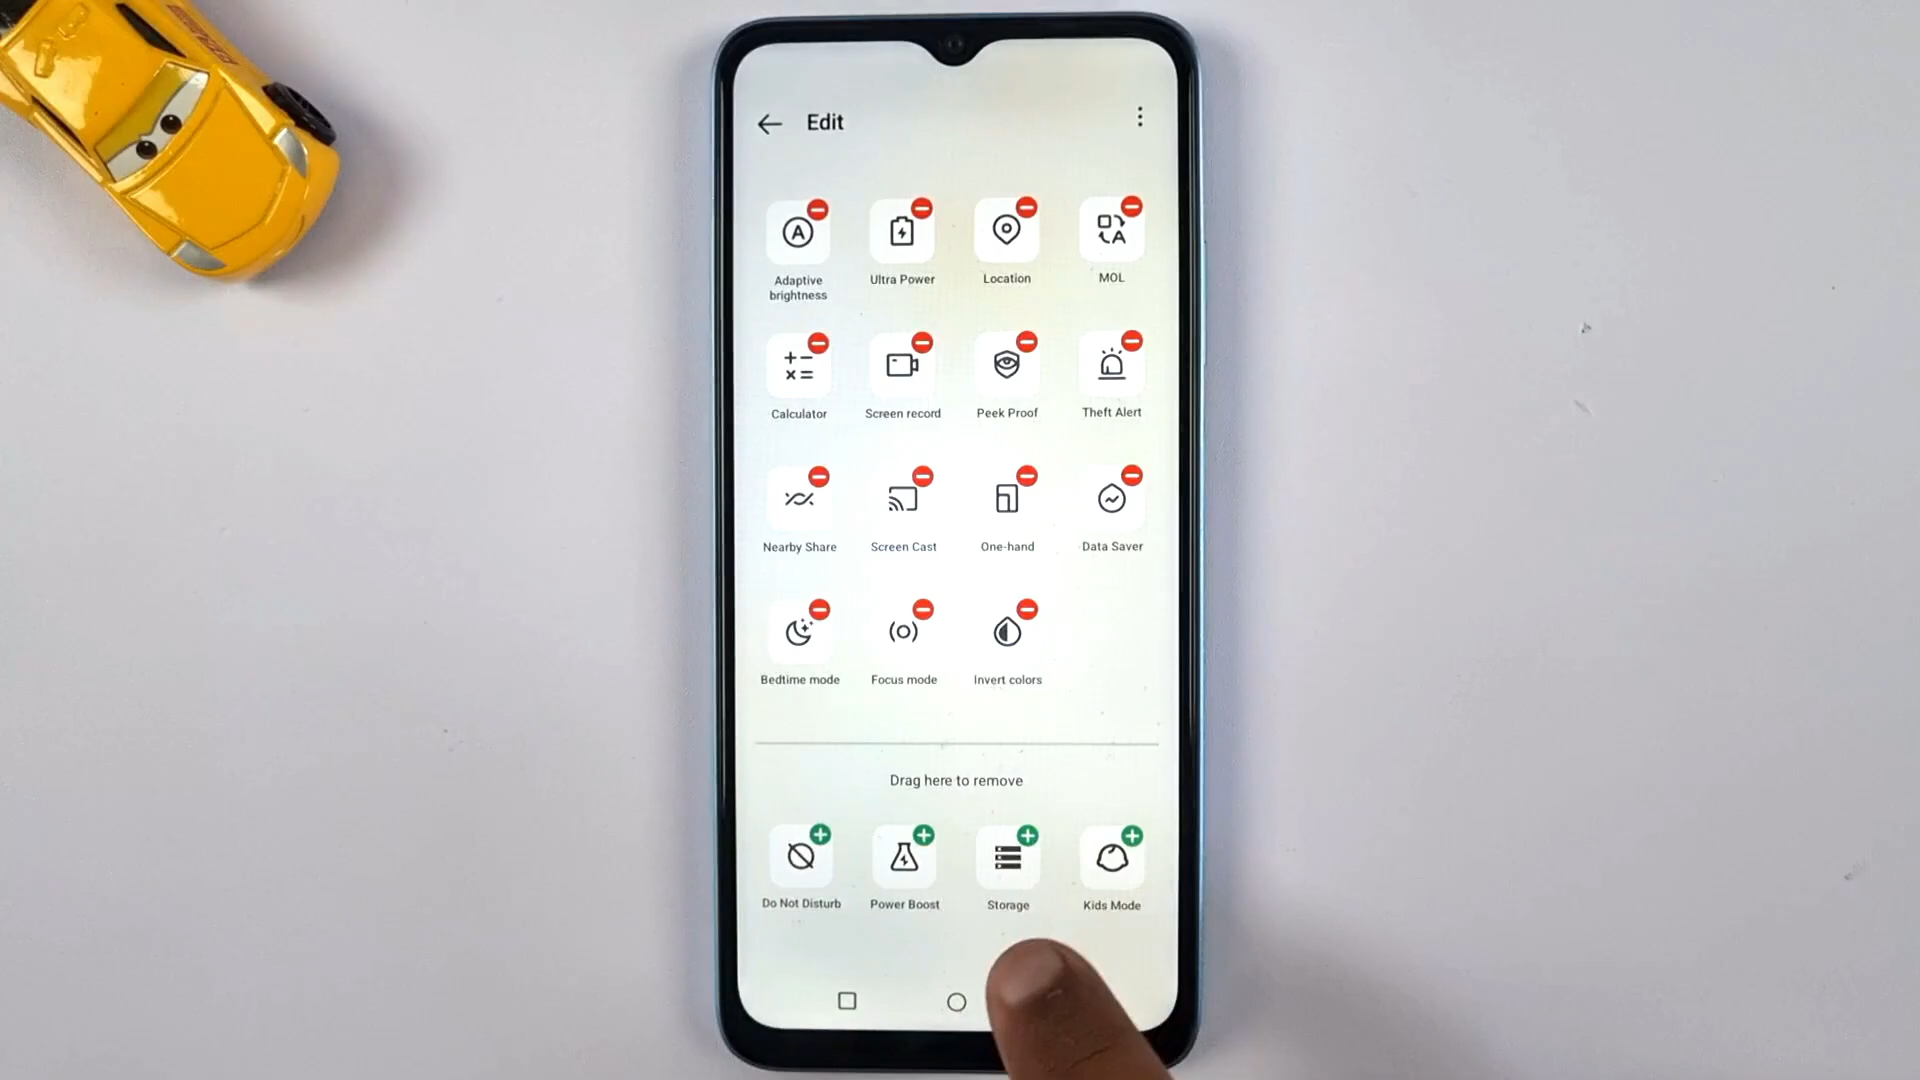 Edit
Adaptive
brightness
Ultra Power
Location
MOL
Calculator
Screen record
Peek Proof
Theft Alert
Nearby Share
Screen Cast
One-hand
Data Saver
Bedtime mode
Focus mode
Invert colors
Drag here to remove
Do Not Disturb
Power Boost
Storage
Kids Mode